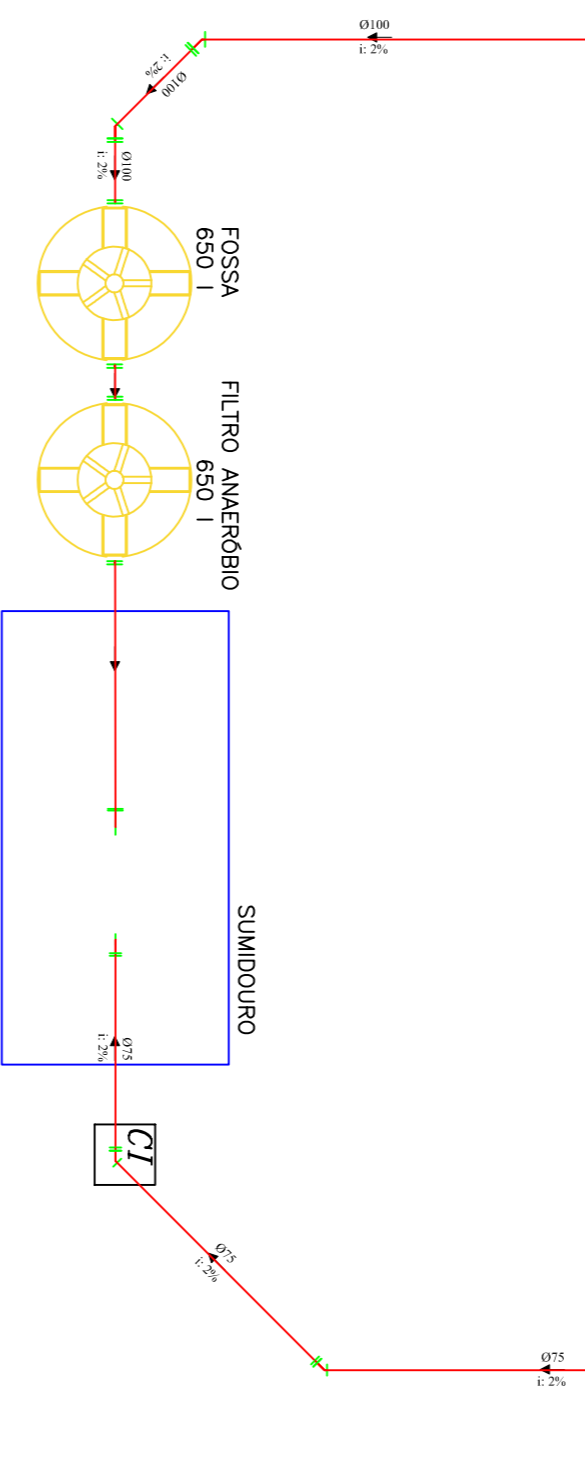 Ø100
i: 2%
Ø100
i: 2%
Ø100
i: 2%
FOSSA
650 l
FILTRO ANAERÓBIO
650 l
SUMIDOURO
Ø75
i: 2%
CI
Ø75
i: 2%
Ø75
i: 2%